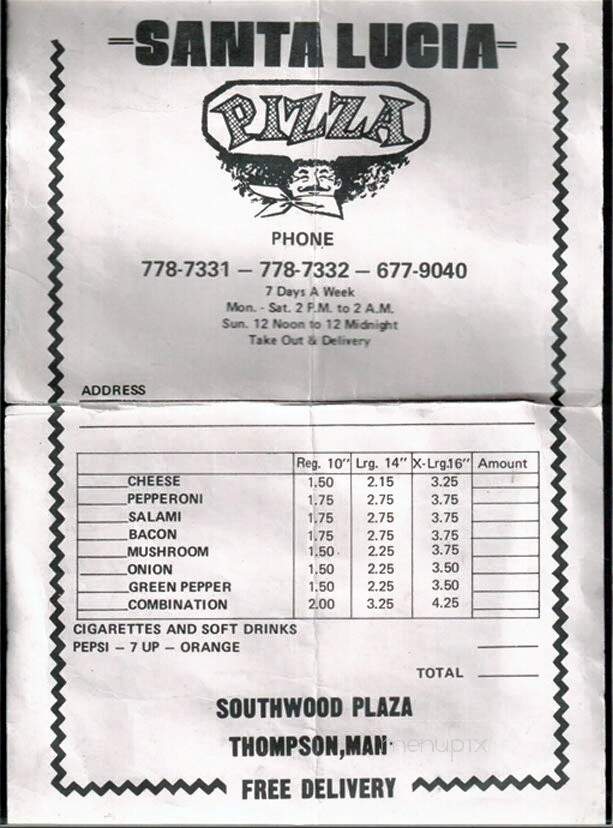 SANTA LUCIA
PIZZA
PHONE
778-7331 — 778-7332 — 677-9040
7 Days A Week
Mon. - Sat. 2 P.M. to 2 A.M.
Sun. 12 Noon to 12 Midnight
Take Out & Delivery
ADDRESS
Reg. 10" Lrg. 14" X-Lrg.16" Amount
CHEESE 1.50 2.15 3.25
PEPPERONI 1.75 2.75 3.75
SALAMI 1.75 2.75 3.75
BACON 1.75 2.75 3.75
MUSHROOM 1.50 2.25 3.75
ONION 1.50 2.25 3.50
GREEN PEPPER 1.50 2.25 3.50
COMBINATION 2.00 3.25 4.25
CIGARETTES AND SOFT DRINKS
PEPSI — 7 UP — ORANGE
TOTAL
SOUTHWOOD PLAZA
THOMPSON, MAN·
menupix
FREE DELIVERY